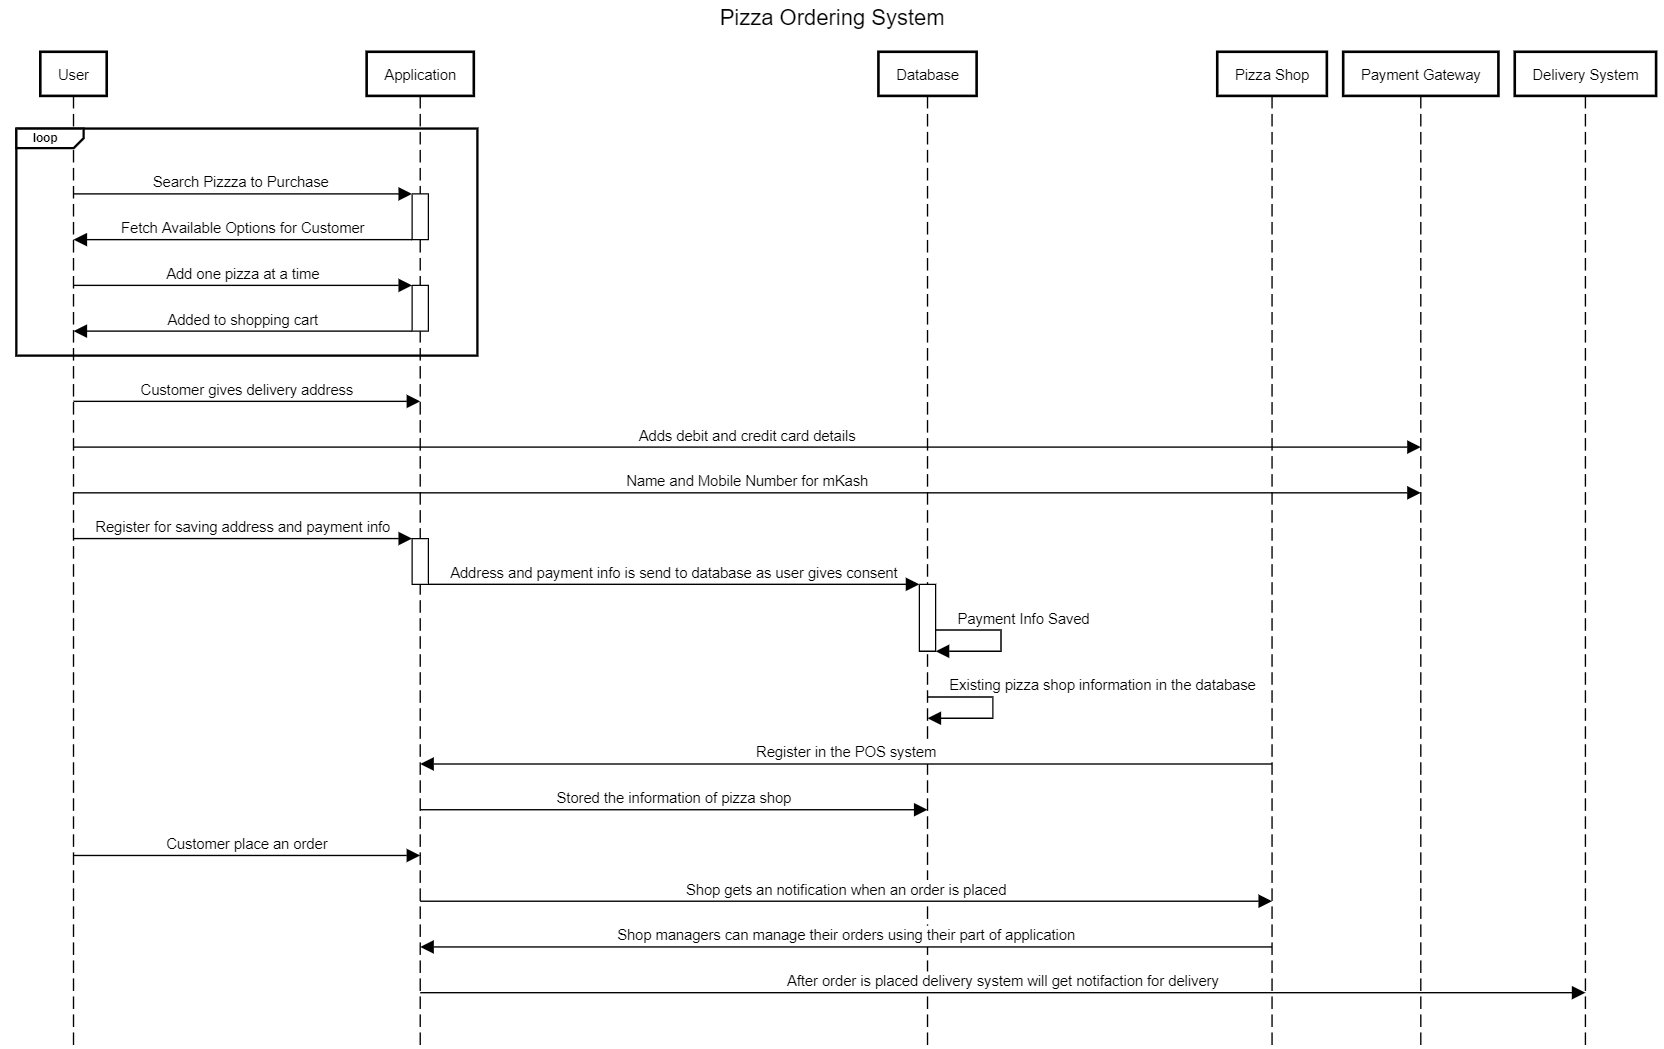 Pizza Ordering System
User
Application
Database
Pizza Shop
Payment Gateway
Delivery System
loop
Search Pizzza to Purchase
Fetch Available Options for Customer
Add one pizza at a time
Added to shopping cart
Customer gives delivery address
Adds debit and credit card details
Name and Mobile Number for mKash
Register for saving address and payment info
Address and payment info is send to database as user gives consent
Payment Info Saved
Existing pizza shop information in the database
Register in the POS system
Stored the information of pizza shop
Customer place an order
Shop gets an notification when an order is placed
Shop managers can manage their orders using their part of application
After order is placed delivery system will get notifaction for delivery